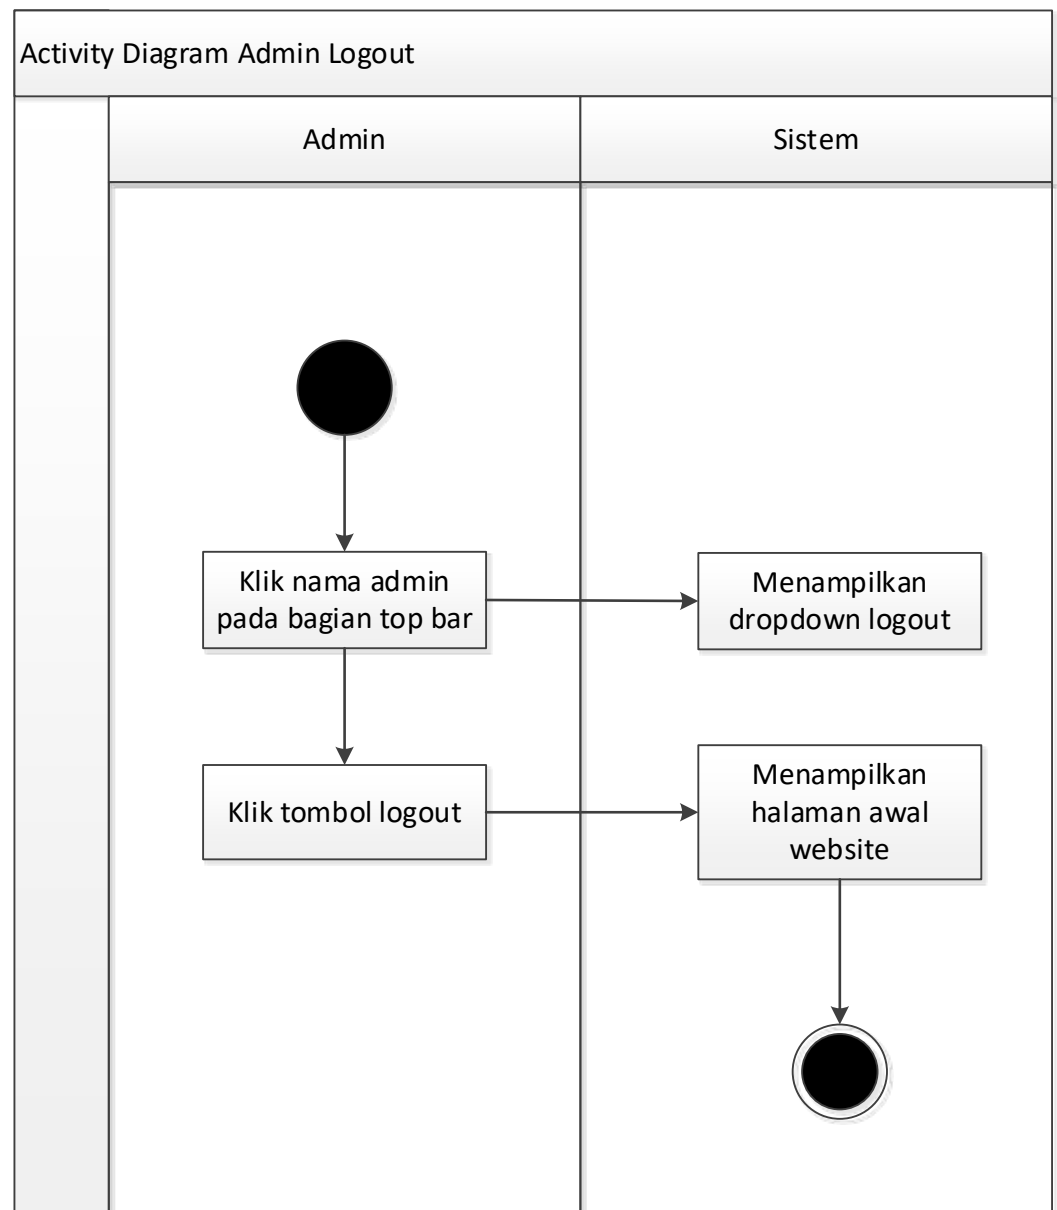 Activity Diagram Admin Logout
Admin
Sistem
Klik nama admin
pada bagian top bar
Menampilkan
dropdown logout
Klik tombol logout
Menampilkan
halaman awal
website